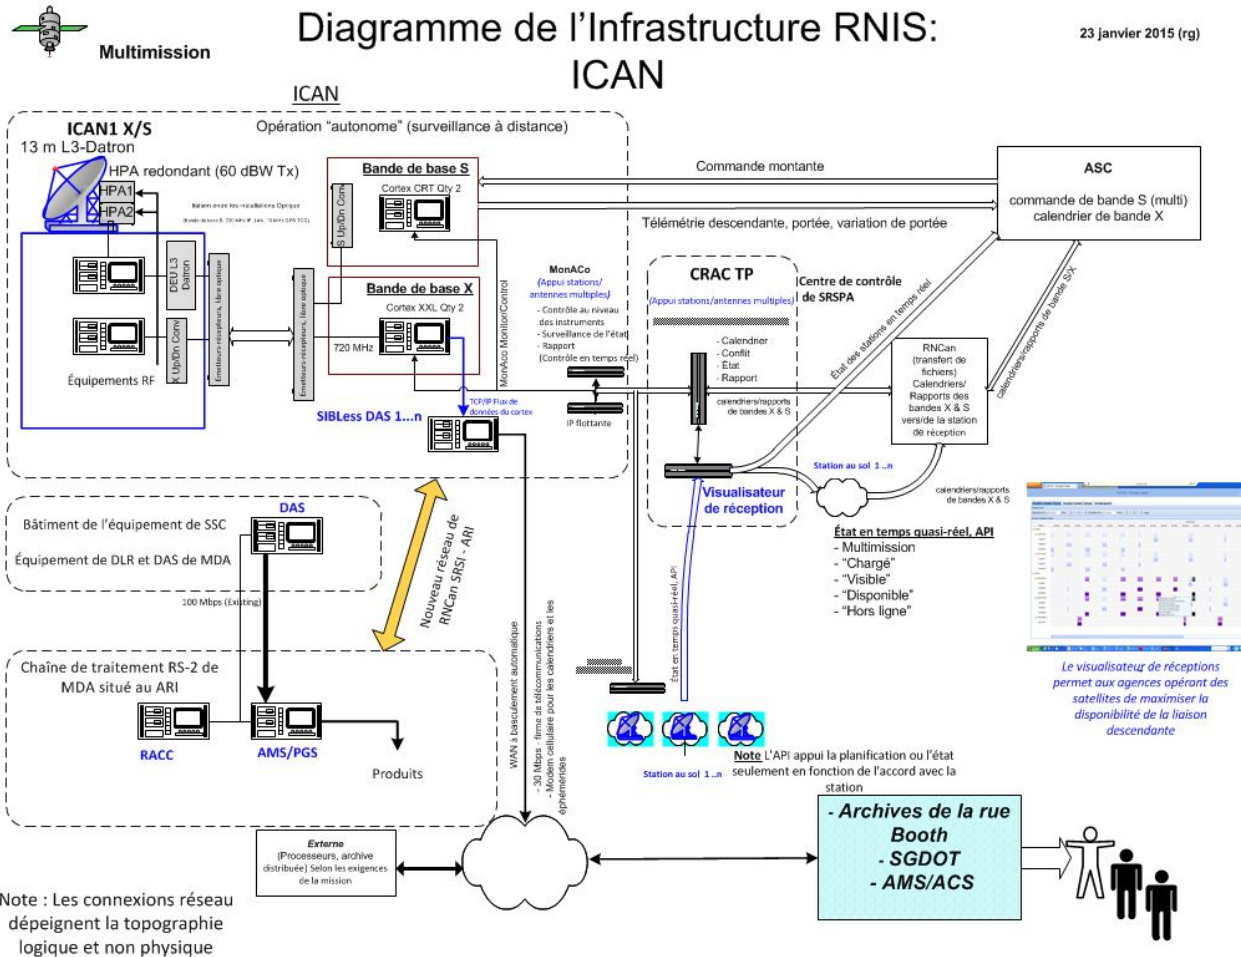 Diagramme de l'Infrastructure RNIS:
ICAN
23 janvier 2015 (rg)
Multimission
ICAN
ICAN1 X/S
13 m L3-Datron
Opération "autonome" (surveillance à distance)
HPA redondant (60 dBW Tx)
HPA1
HPA2
liaison entre les installations Optique
Bande de base S
Cortex CRT Qty 2
S Up/Dn Conv
DEU L3
Datron
X Up/Dn Conv
Émetteurs-récepteurs, fibre optique
Émetteurs-récepteurs, fibre optique
Équipements RF
Bande de base X
Cortex XXL Qty 2
720 MHz
MonAco Monitor/Control
TCP/IP Flux de
données du cortex
SIBLess DAS 1...n
MonACo
(Appui stations/
antennes multiples)
- Contrôle au niveau
des instruments
- Surveillance de l'état
- Rapport
(Contrôle en temps réel)
IP flottante
Commande montante
Télémétrie descendante, portée, variation de portée
ASC
commande de bande S (multi)
calendrier de bande X
CRAC TP
(Appui stations/antennes multiples)
Centre de contrôle
de SRSPA
- Calendrier
- Conflit
- État
- Rapport
calendriers/rapports
de bandes X & S
État des stations en temps réel
calendriers/rapports de bande S/X
RNCan
(transfert de
fichiers)
Calendriers/
Rapports des
bandes X & S
vers/de la station
de réception
Visualisateur
de réception
Station au sol 1 ..n
calendriers/rapports
de bandes X & S
État en temps quasi-réel, API
- Multimission
- "Chargé"
- "Visible"
- "Disponible"
- "Hors ligne"
Le visualisateur de réceptions
permet aux agences opérant des
satellites de maximiser la
disponibilité de la liaison
descendante
DAS
Bâtiment de l'équipement de SSC
Équipement de DLR et DAS de MDA
100 Mbps (Existing)
Nouveau réseau de
RNCan SRSI - ARI
Chaîne de traitement RS-2 de
MDA situé au ARI
RACC
AMS/PGS
Produits
WAN à basculement automatique
- 30 Mbps - firme de télécommunications
- Modem cellulaire pour les calendriers et les
éphémérides
État en temps quasi-réel, API
Station au sol 1 ..n
Note L'API appui la planification ou l'état
seulement en fonction de l'accord avec la
station
Externe
(Processeurs, archive
distribuée) Selon les exigences
de la mission
- Archives de la rue
Booth
- SGDOT
- AMS/ACS
Note : Les connexions réseau
dépeignent la topographie
logique et non physique